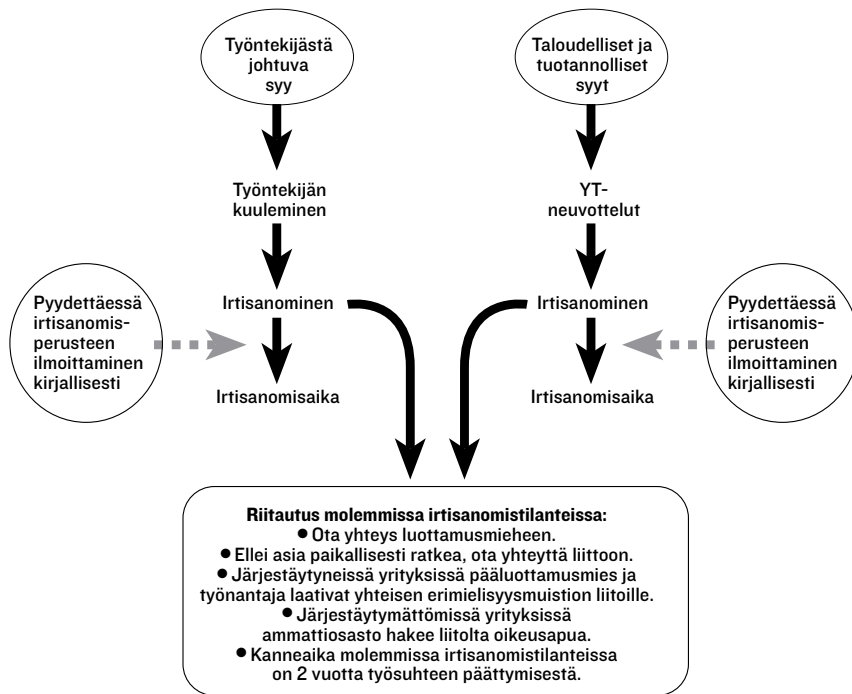 Työntekijästä
johtuva
syy
Taloudelliset ja
tuotannolliset
syyt
Työntekijän
kuuleminen
YT-
neuvottelut
Pyydettäessä
irtisanomis-
perusteen
ilmoittaminen
kirjallisesti
Irtisanominen
Irtisanominen
Pyydettäessä
irtisanomis-
perusteen
ilmoittaminen
kirjallisesti
Irtisanomisaika
Irtisanomisaika
Riitautus molemmissa irtisanomistilanteissa:
● Ota yhteys luottamusmieheen.
● Ellei asia paikallisesti ratkea, ota yhteyttä liittoon.
● Järjestäytyneissä yrityksissä pääluottamusmies ja
työnantaja laativat yhteisen erimielisyysmuistion liitoille.
● Järjestäytymättömissä yrityksissä
ammattiosasto hakee liitolta oikeusapua.
● Kanneaika molemmissa irtisanomistilanteissa
on 2 vuotta työsuhteen päättymisestä.